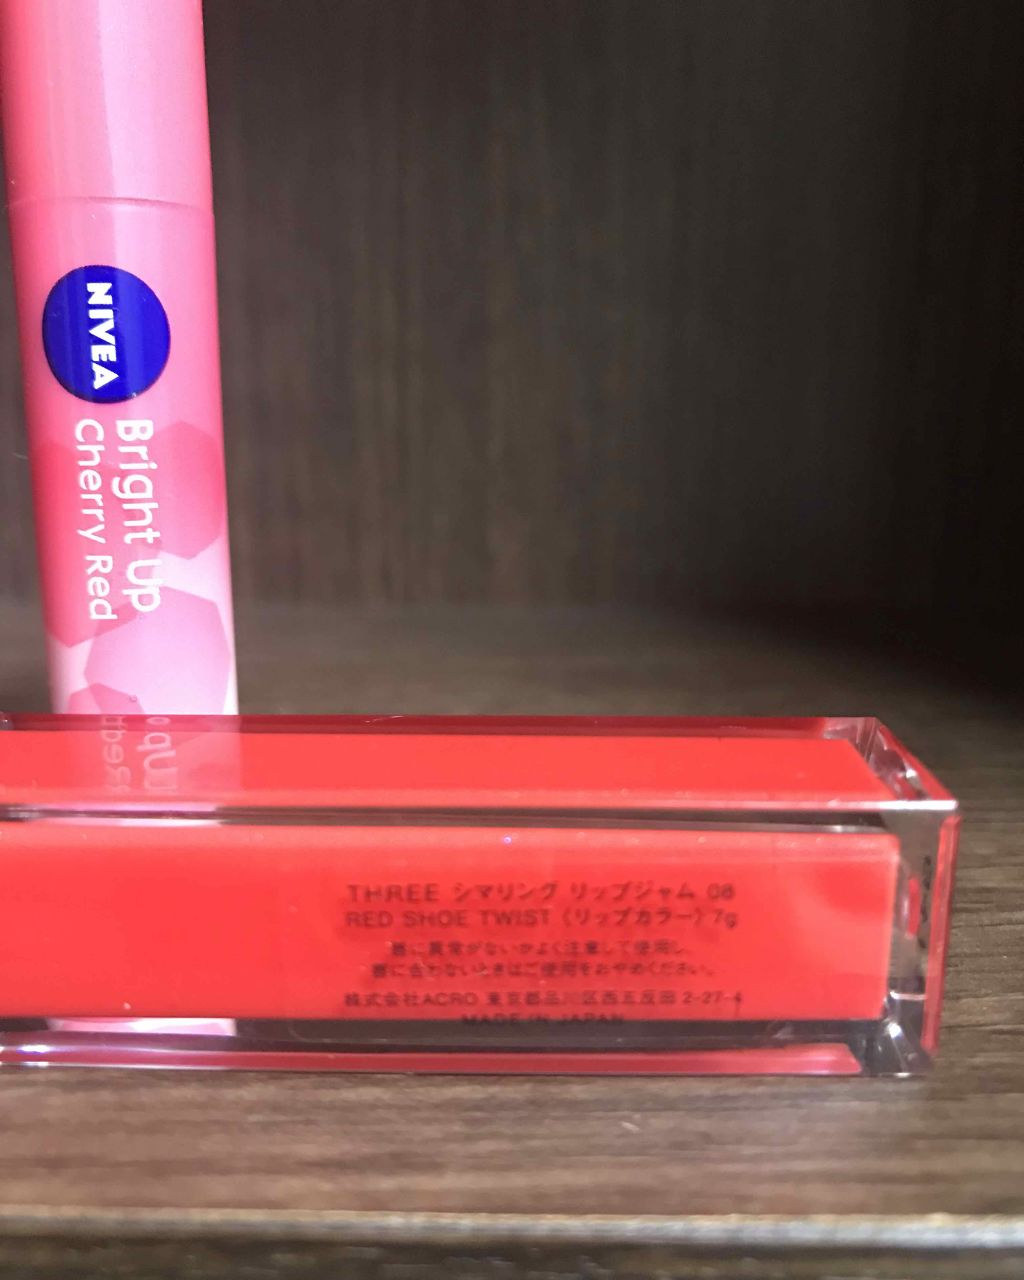 NIVEA
Bright Up
Cherry Red
THREE シマリング リップジャム 08
RED SHOE TWIST（リップカラー）7g
唇に異常がないかよく注意して使用し、
唇に合わないときはご使用をおやめください。
株式会社ACRO 東京都品川区西五反田 2-27-4
MADE IN JAPAN